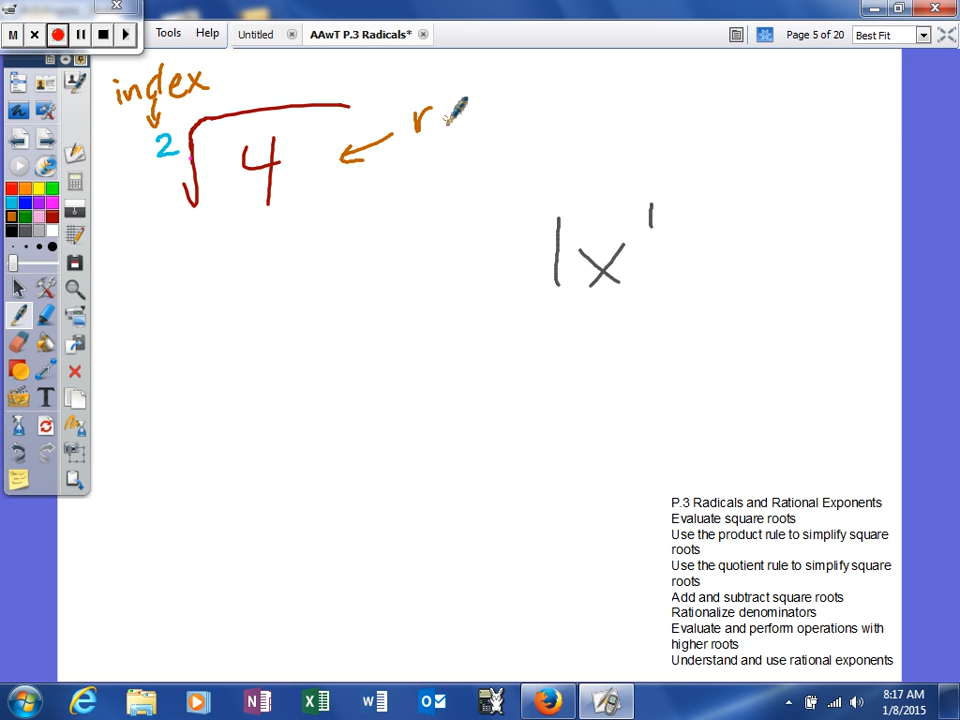 M
Tools Help Untitled AAwT P.3 Radicals* Page 5 of 20 Best Fit
index
2 √4 r
1x¹
T
P.3 Radicals and Rational Exponents
Evaluate square roots
Use the product rule to simplify square
roots
Use the quotient rule to simplify square
roots
Add and subtract square roots
Rationalize denominators
Evaluate and perform operations with
higher roots
Understand and use rational exponents
8:17 AM
1/8/2015